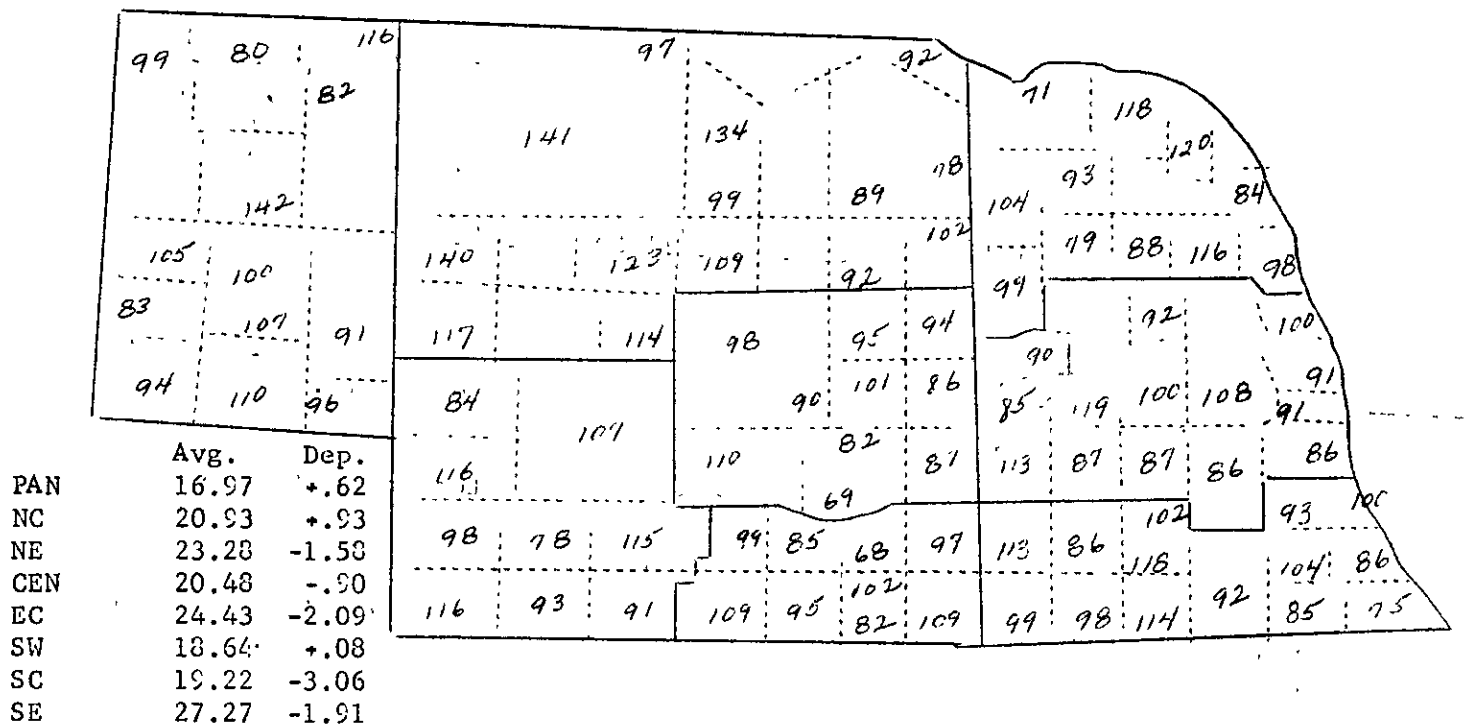 116
99 80 97 92
82 71
118
141 134 120
78 93
142 99 89 104 84
102
105 140 123 109 79 88 116
100 92 98
99
83 107 94 92 100
91 117 114 98 95
90
101 86 91
94 110 96 84 90 85 119 100 108
107 91
82
116 110 87 113 87 87 86 86
69
Avg. Dep.
PAN 16.97 +.62
NC 20.93 +.93
NE 23.28 -1.58
CEN 20.48 -.90
EC 24.43 -2.09
SW 18.64 +.08
SC 19.22 -3.06
SE 27.27 -1.91
102 93 100
98 78 115 99 85 68 97 113 86
118 104 86
102
116 93 91 109 95 82 109 99 98 114 92 85 75